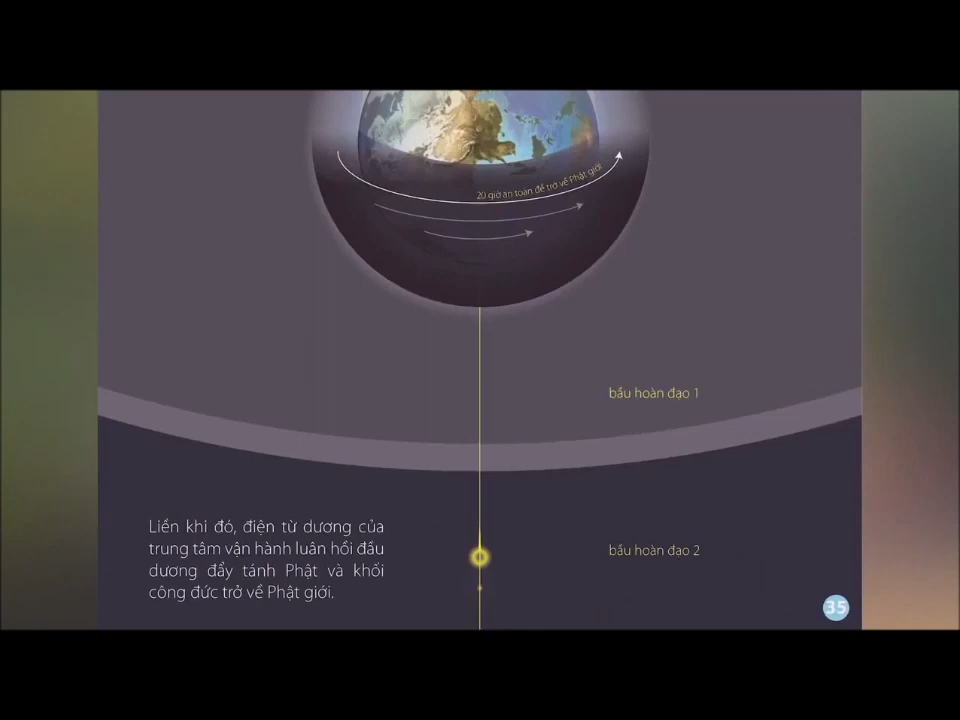 20 giờ an toàn để trở về Phật giới
bầu hoàn đạo 1
Liền khi đó, điện từ dương của
trung tâm vận hành luân hồi đầu
dương đẩy tánh Phật và khối
công đức trở về Phật giới.
bầu hoàn đạo 2
35